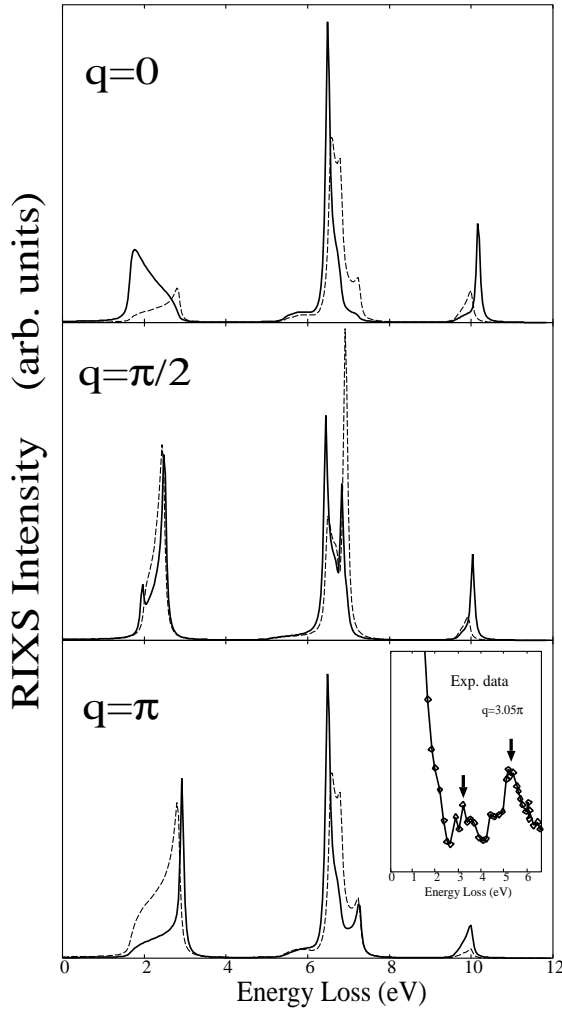 q=0
q=π/2
q=π
RIXS Intensity (arb. units)
Exp. data
q=3.05π
0 1 2 3 4 5 6
Energy Loss (eV)
0 2 4 6 8 10 12
Energy Loss (eV)